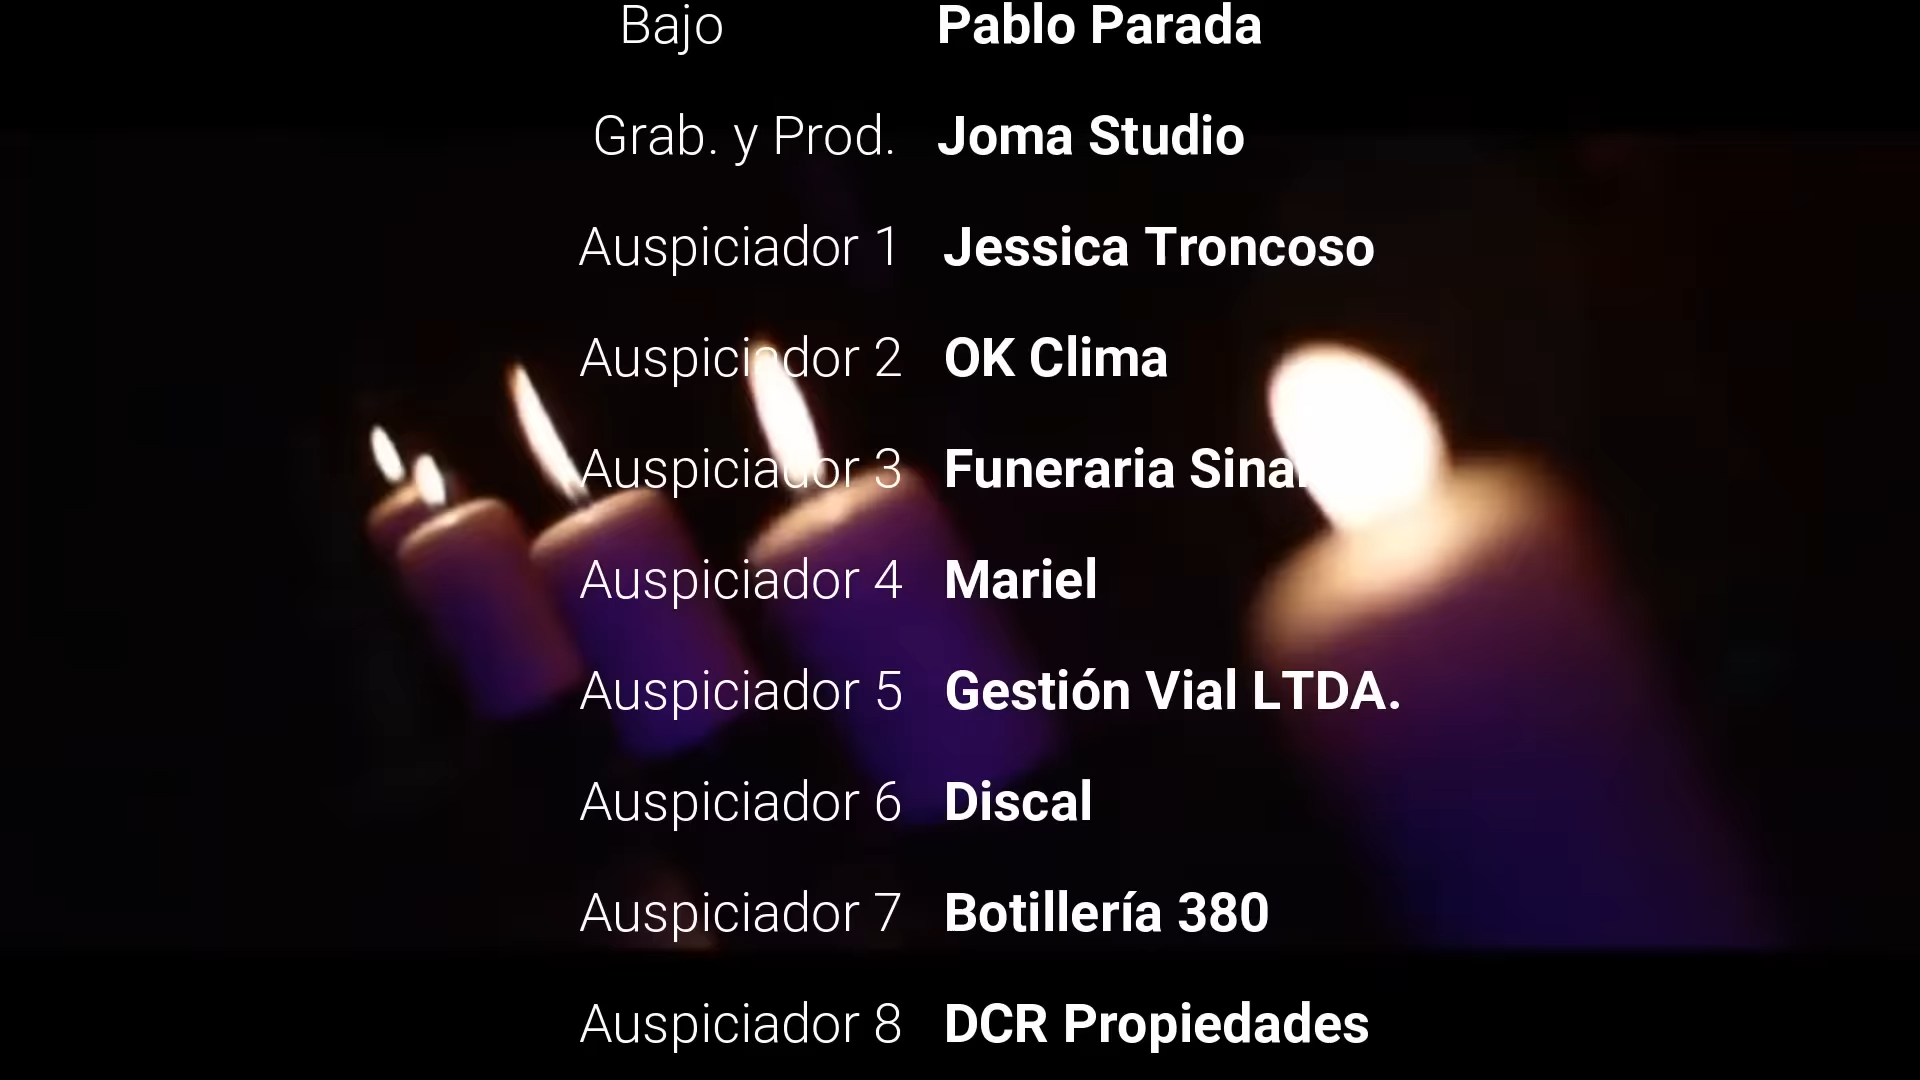 Bajo Pablo Parada
Grab. y Prod. Joma Studio
Auspiciador 1 Jessica Troncoso
Auspiciador 2 OK Clima
Auspiciador 3 Funeraria
Auspiciador 4 Mariel
Auspiciador 5 Gestión Vial LTDA.
Auspiciador 6 Discal
Auspiciador 7 Botillería 380
Auspiciador 8 DCR Propiedades